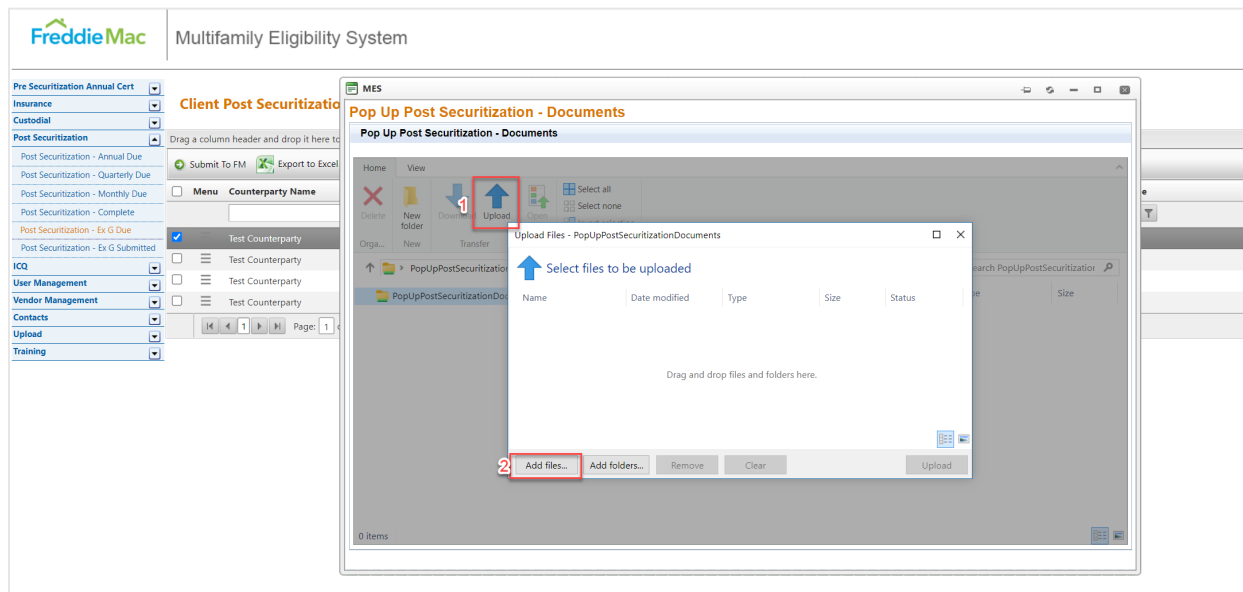 FreddieMac
Multifamily Eligibility System
Pre Securitization Annual Cert
Insurance
Custodial
Post Securitization
Post Securitization - Annual Due
Post Securitization - Quarterly Due
Post Securitization - Monthly Due
Post Securitization - Complete
Post Securitization - Ex G Due
Post Securitization - Ex G Submitted
ICQ
User Management
Vendor Management
Contacts
Upload
Training
Client Post Securitizatio
Drag a column header and drop it here to
Submit To FM
Export to Excel
Menu
Counterparty Name
Test Counterparty
Test Counterparty
Test Counterparty
Test Counterparty
1
Page: 1
MES
Pop Up Post Securitization - Documents
Pop Up Post Securitization - Documents
Home
View
Delete
New folder
Upload
Open
Select all
Select none
1
Orga...
New
Transfer
PopUpPostSecuritization
earch PopUpPostSecuritization
PopUpPostSecuritizationDoc
Size
Upload Files - PopUpPostSecuritizationDocuments
Select files to be uploaded
Name
Date modified
Type
Size
Status
Drag and drop files and folders here.
2
Add files...
Add folders...
Remove
Clear
Upload
0 items